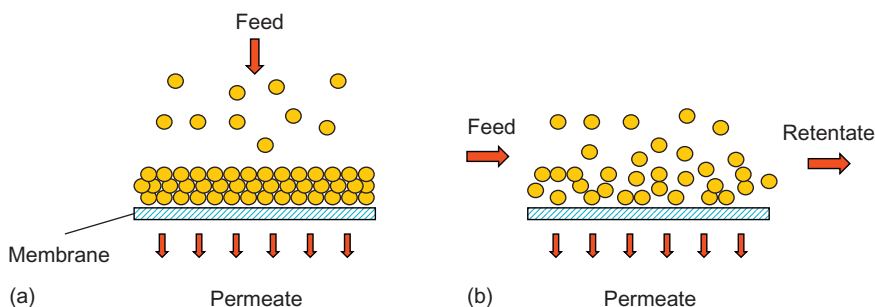 Feed
Feed
Retentate
Membrane
(a)
Permeate
(b)
Permeate